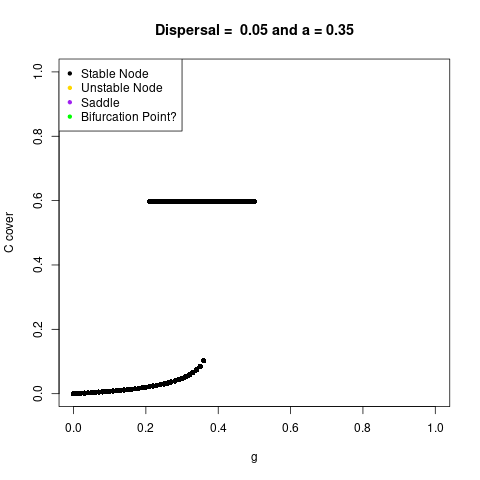 Dispersal =  0.05 and a = 0.35
Stable Node
Unstable Node
Saddle
Bifurcation Point?
1.0
0.8
0.6
0.4
0.2
0.0
C cover
0.0 0.2 0.4 0.6 0.8 1.0
g